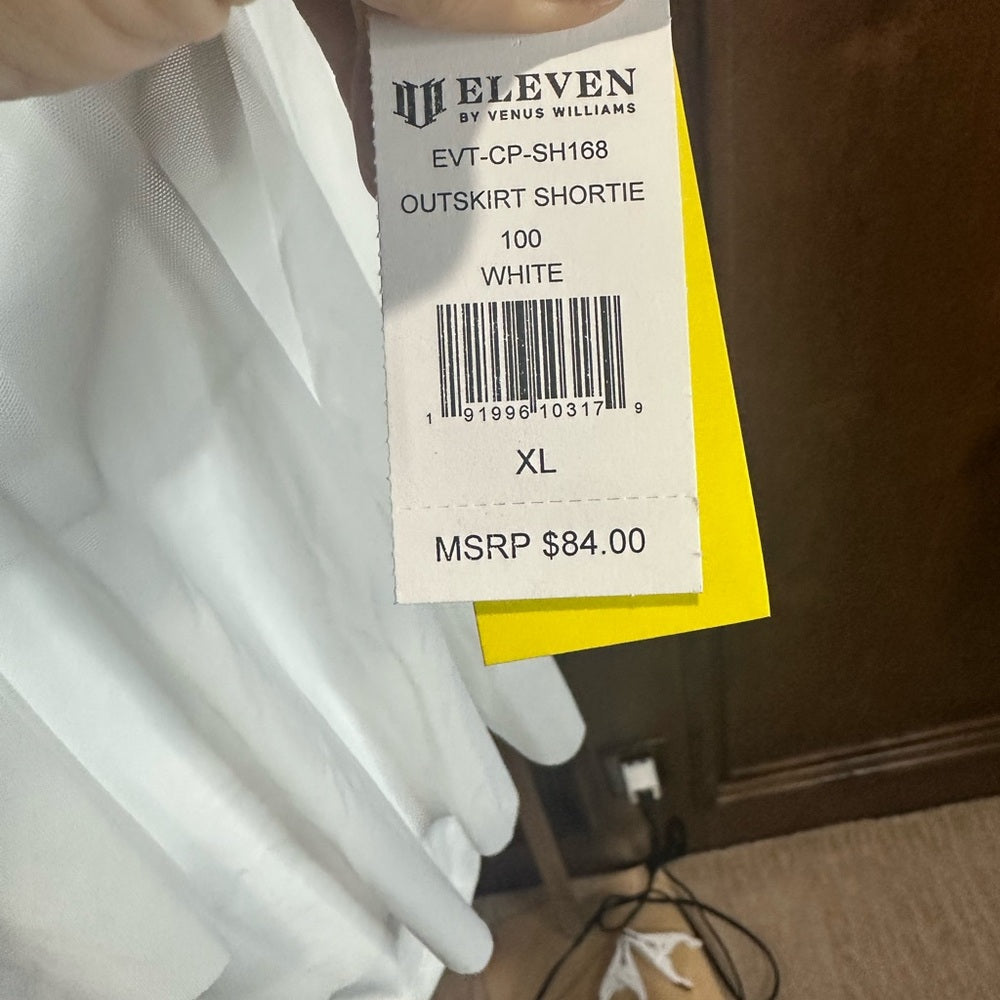 ELEVEN
BY VENUS WILLIAMS
EVT-CP-SH168
OUTSKIRT SHORTIE
100
WHITE
1 91996 10317 9
XL
MSRP $84.00